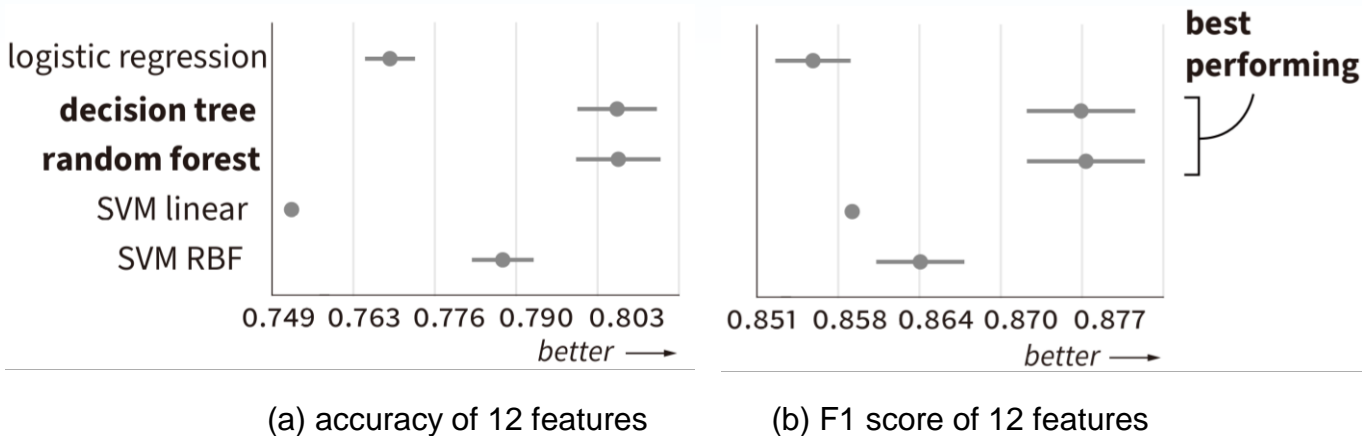 logistic regression
decision tree
random forest
SVM linear
SVM RBF
0.749 0.763 0.776 0.790 0.803
better
(a) accuracy of 12 features
best
performing
0.851 0.858 0.864 0.870 0.877
better
(b) F1 score of 12 features